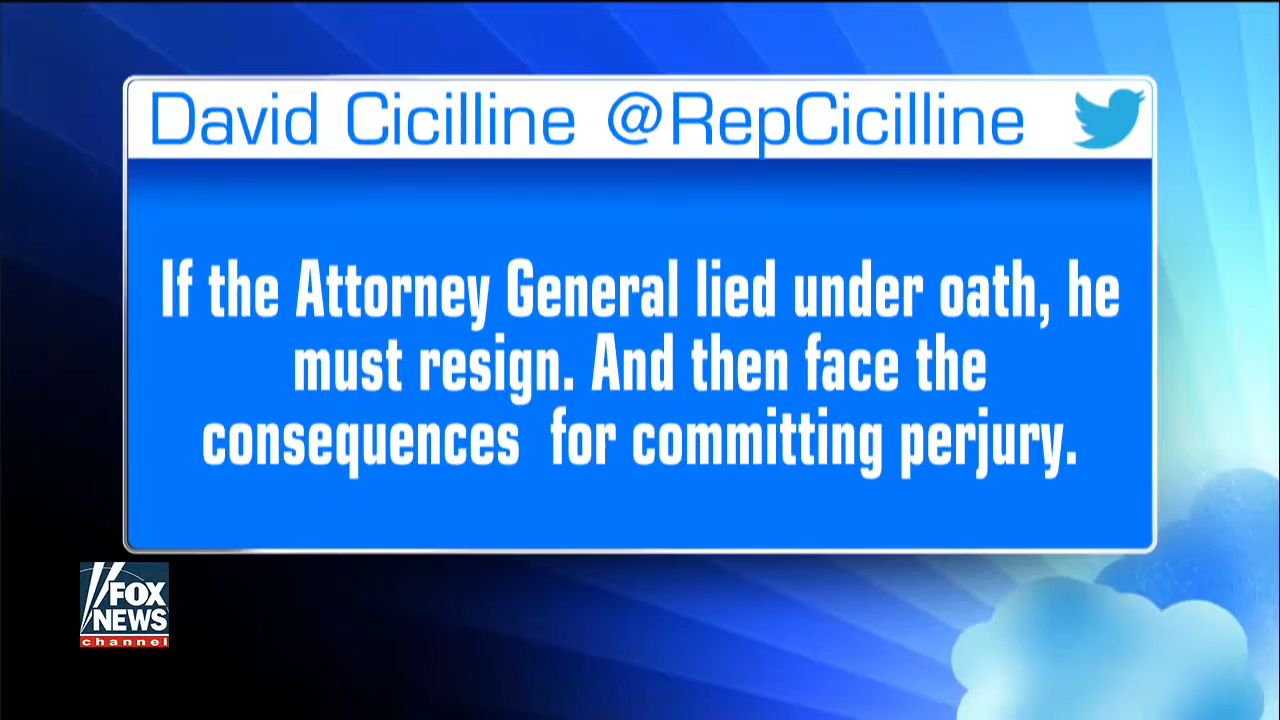 David Cicilline @RepCicilline
If the Attorney General lied under oath, he
must resign. And then face the
consequences  for committing perjury.
FOX
NEWS
channel